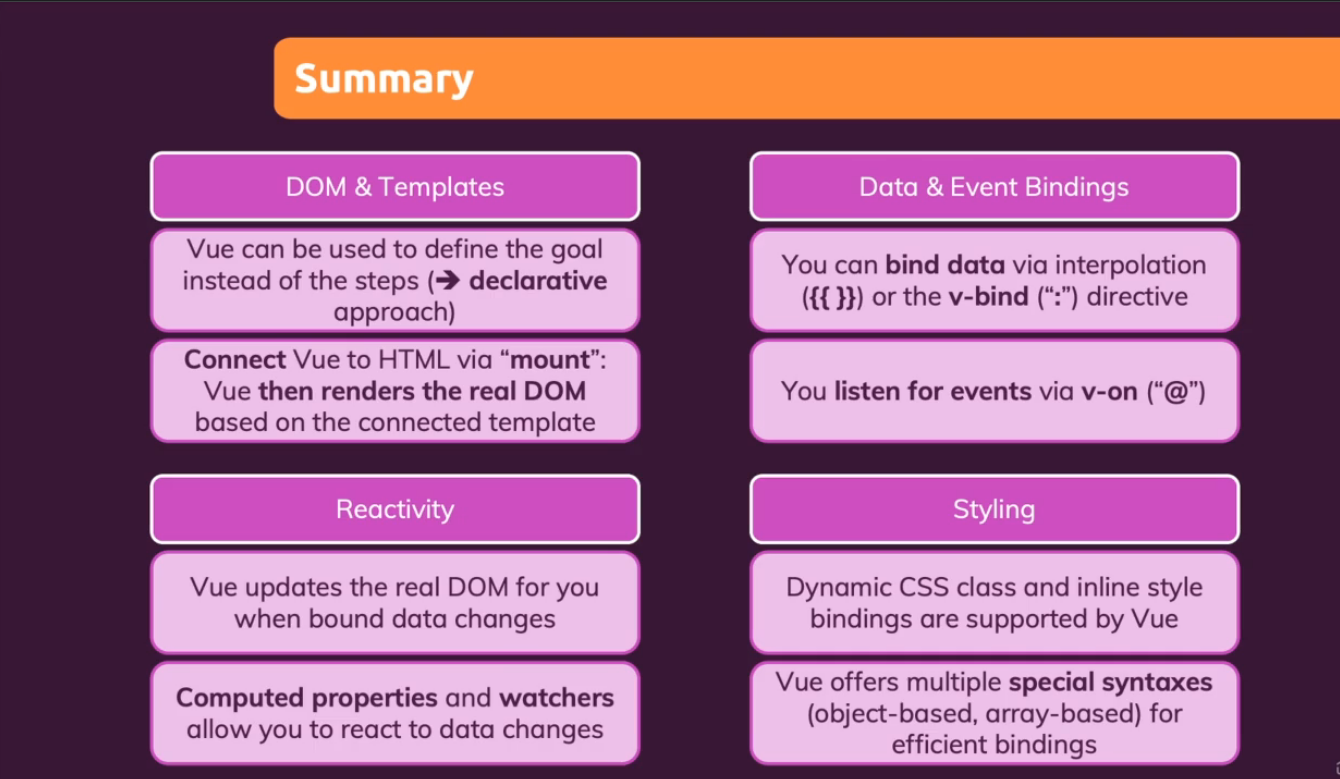 Summary
DOM & Templates
Vue can be used to define the goal
instead of the steps (➔ declarative
approach)
Connect Vue to HTML via “mount”:
Vue then renders the real DOM
based on the connected template
Data & Event Bindings
You can bind data via interpolation
({{ }}) or the v-bind (“:”) directive
You listen for events via v-on (“@”)
Reactivity
Vue updates the real DOM for you
when bound data changes
Computed properties and watchers
allow you to react to data changes
Styling
Dynamic CSS class and inline style
bindings are supported by Vue
Vue offers multiple special syntaxes
(object-based, array-based) for
efficient bindings